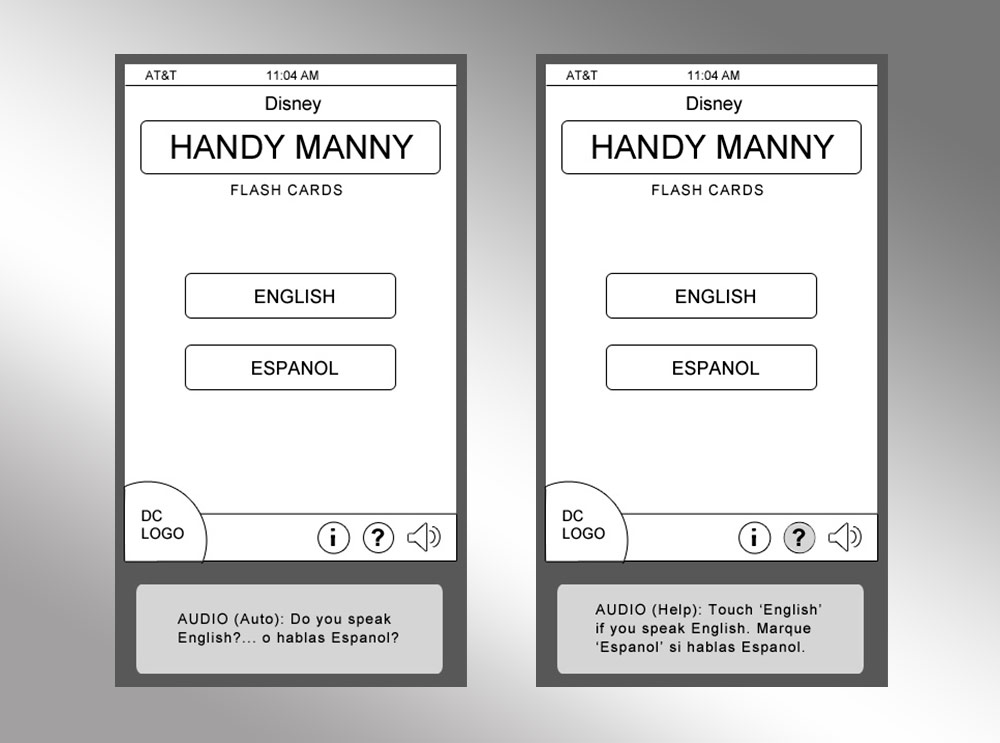 AT&T 11:04 AM
Disney
HANDY MANNY
FLASH CARDS
ENGLISH
ESPANOL
DC
LOGO
i ?
AUDIO (Auto): Do you speak
English?... o hablas Espanol?
AT&T 11:04 AM
Disney
HANDY MANNY
FLASH CARDS
ENGLISH
ESPANOL
DC
LOGO
i ?
AUDIO (Help): Touch ‘English’
if you speak English. Marque
‘Espanol’ si hablas Espanol.